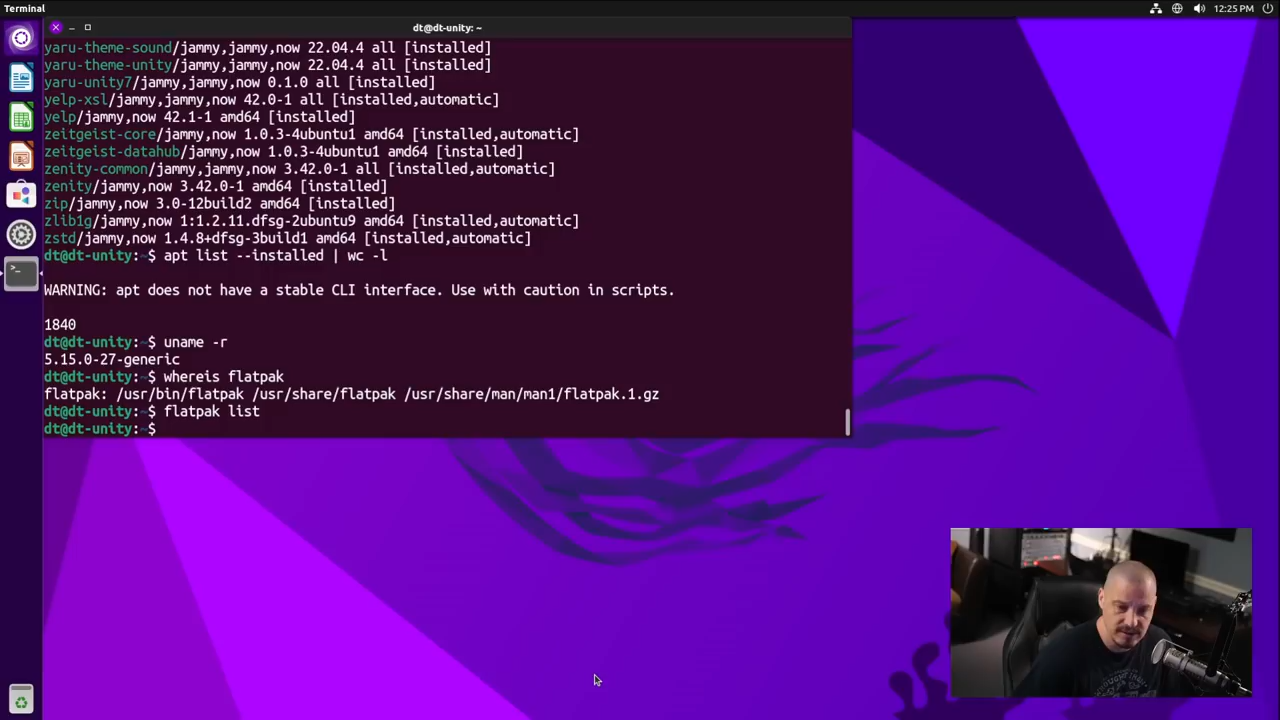 Terminal
12:25 PM
dt@dt-unity: ~
yaru-theme-sound/jammy,jammy,now 22.04.4 all [installed]
yaru-theme-unity/jammy,jammy,now 22.04.4 all [installed]
yaru-unity7/jammy,jammy,now 0.1.0 all [installed]
yelp-xsl/jammy,jammy,now 42.0-1 all [installed,automatic]
yelp/jammy,now 42.1-1 amd64 [installed]
zeitgeist-core/jammy,now 1.0.3-4ubuntu1 amd64 [installed,automatic]
zeitgeist-datahub/jammy,now 1.0.3-4ubuntu1 amd64 [installed]
zenity-common/jammy,jammy,now 3.42.0-1 all [installed,automatic]
zenity/jammy,now 3.42.0-1 amd64 [installed]
zip/jammy,now 3.0-12build2 amd64 [installed]
zlib1g/jammy,now 1:1.2.11.dfsg-2ubuntu9 amd64 [installed,automatic]
zstd/jammy,now 1.4.8+dfsg-3build1 amd64 [installed,automatic]
dt@dt-unity:~$ apt list --installed | wc -l
WARNING: apt does not have a stable CLI interface. Use with caution in scripts.
1840
dt@dt-unity:~$ uname -r
5.15.0-27-generic
dt@dt-unity:~$ whereis flatpak
flatpak: /usr/bin/flatpak /usr/share/flatpak /usr/share/man/man1/flatpak.1.gz
dt@dt-unity:~$ flatpak list
dt@dt-unity:~$